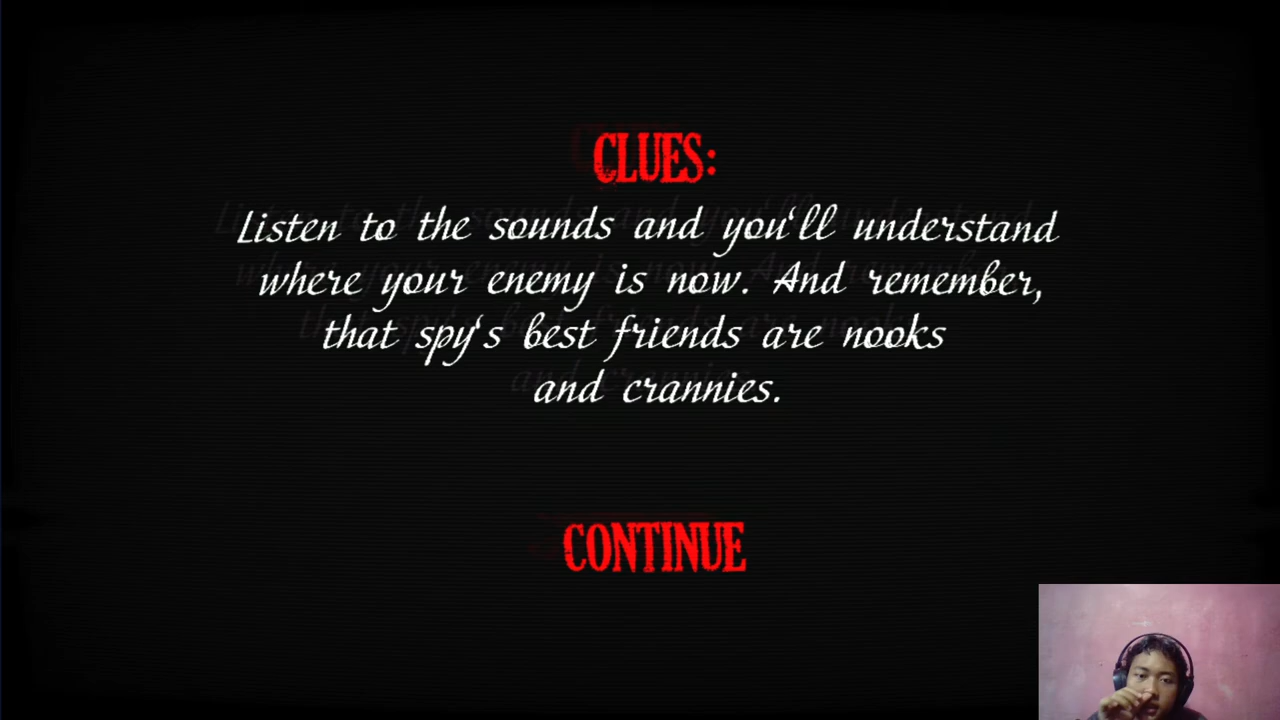 CLUES:
Listen to the sounds and you'll understand
where your enemy is now. And remember,
that spy's best friends are nooks
and crannies.
CONTINUE